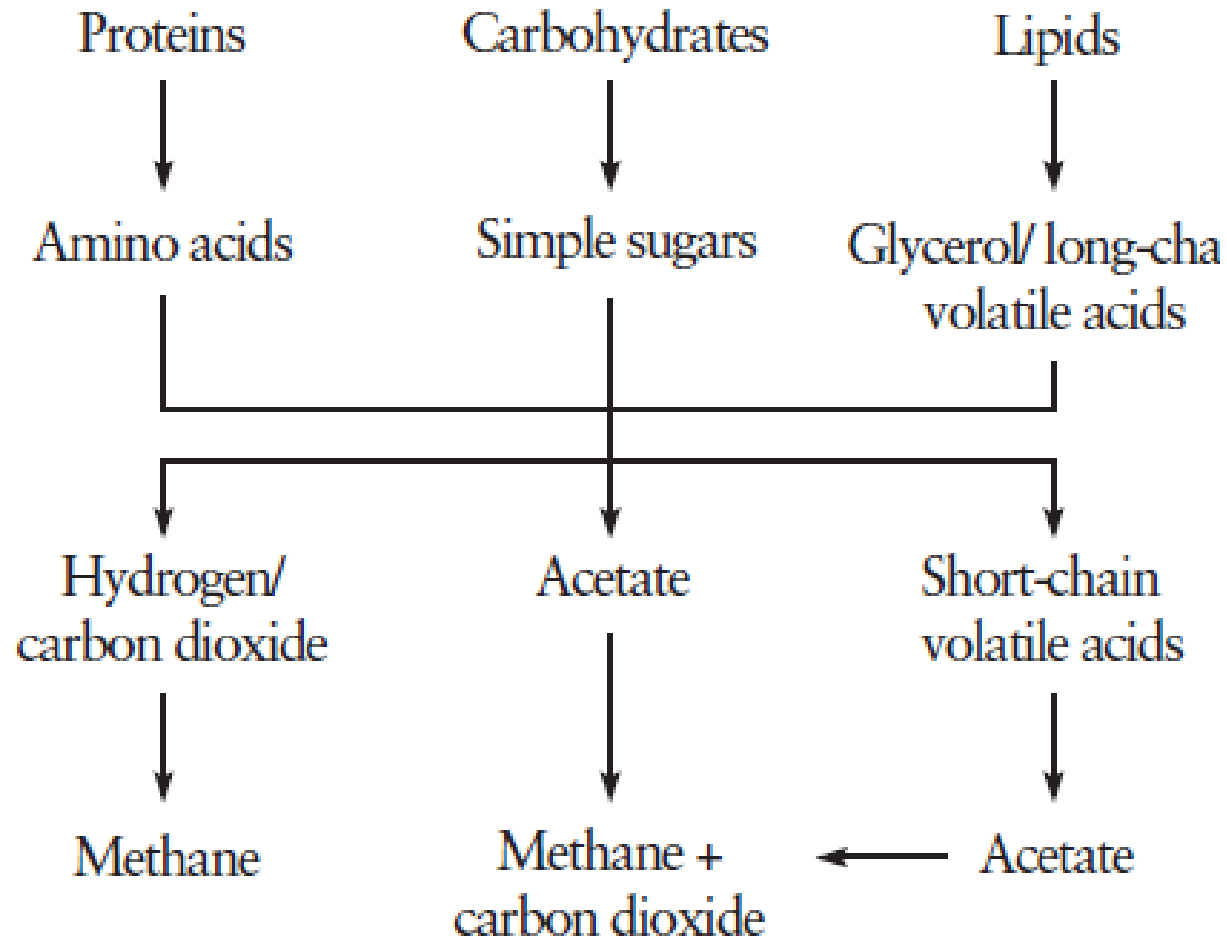 Proteins
Carbohydrates
Lipids
Amino acids
Simple sugars
Glycerol/ long-cha
volatile acids
Hydrogen/
carbon dioxide
Acetate
Short-chain
volatile acids
Methane
Methane +
carbon dioxide
Acetate